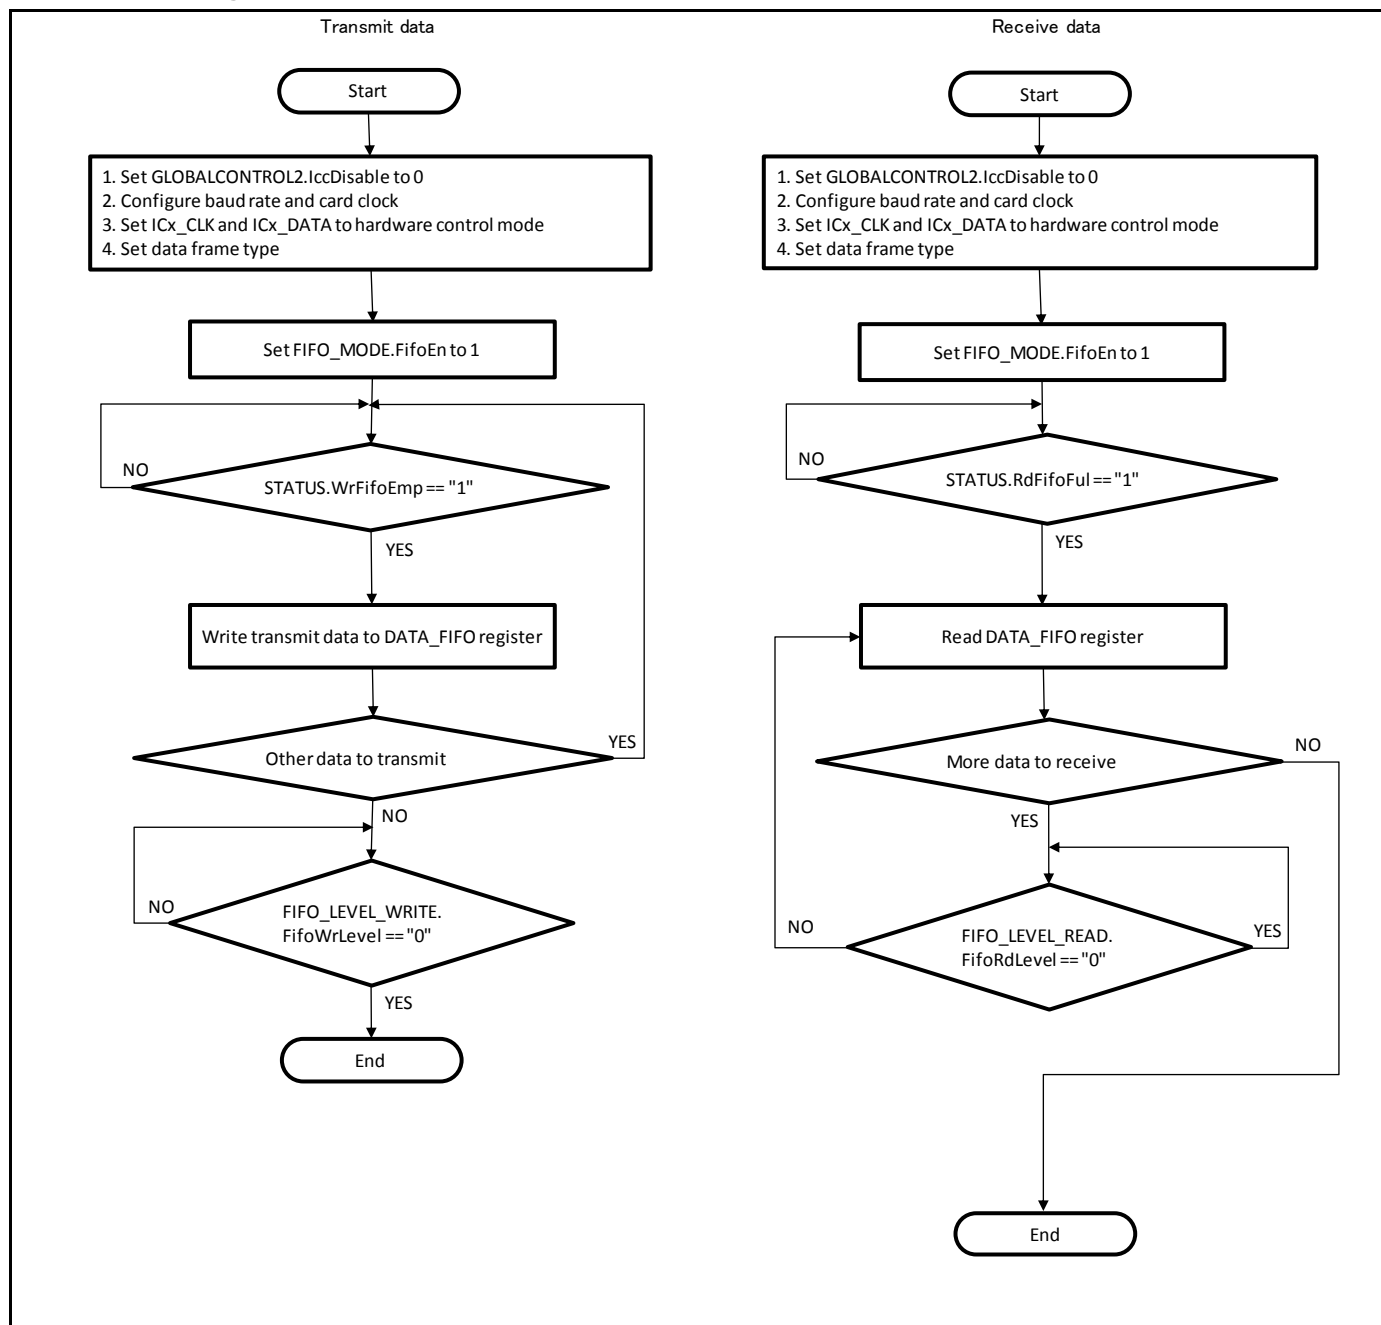 Transmit data
Start
1. Set GLOBALCONTROL2.IccDisable to 0
2. Configure baud rate and card clock
3. Set ICx_CLK and ICx_DATA to hardware control mode
4. Set data frame type
Set FIFO_MODE.FifoEn to 1
NO
STATUS.WrFifoEmp == "1"
YES
Write transmit data to DATA_FIFO register
Other data to transmit
YES
NO
NO
FIFO_LEVEL_WRITE.
FifoWrLevel == "0"
YES
End
Receive data
Start
1. Set GLOBALCONTROL2.IccDisable to 0
2. Configure baud rate and card clock
3. Set ICx_CLK and ICx_DATA to hardware control mode
4. Set data frame type
Set FIFO_MODE.FifoEn to 1
NO
STATUS.RdFifoFul == "1"
YES
Read DATA_FIFO register
More data to receive
NO
YES
NO
FIFO_LEVEL_READ.
FifoRdLevel == "0"
YES
End